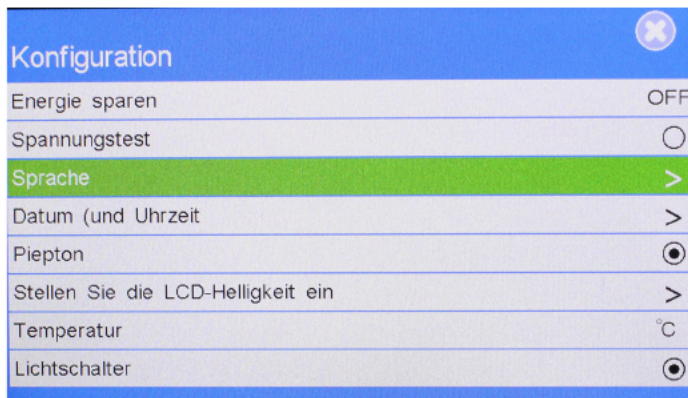 Konfiguration
Energie sparen OFF
Spannungstest
Sprache >
Datum (und Uhrzeit >
Piepton
Stellen Sie die LCD-Helligkeit ein >
Temperatur °C
Lichtschalter